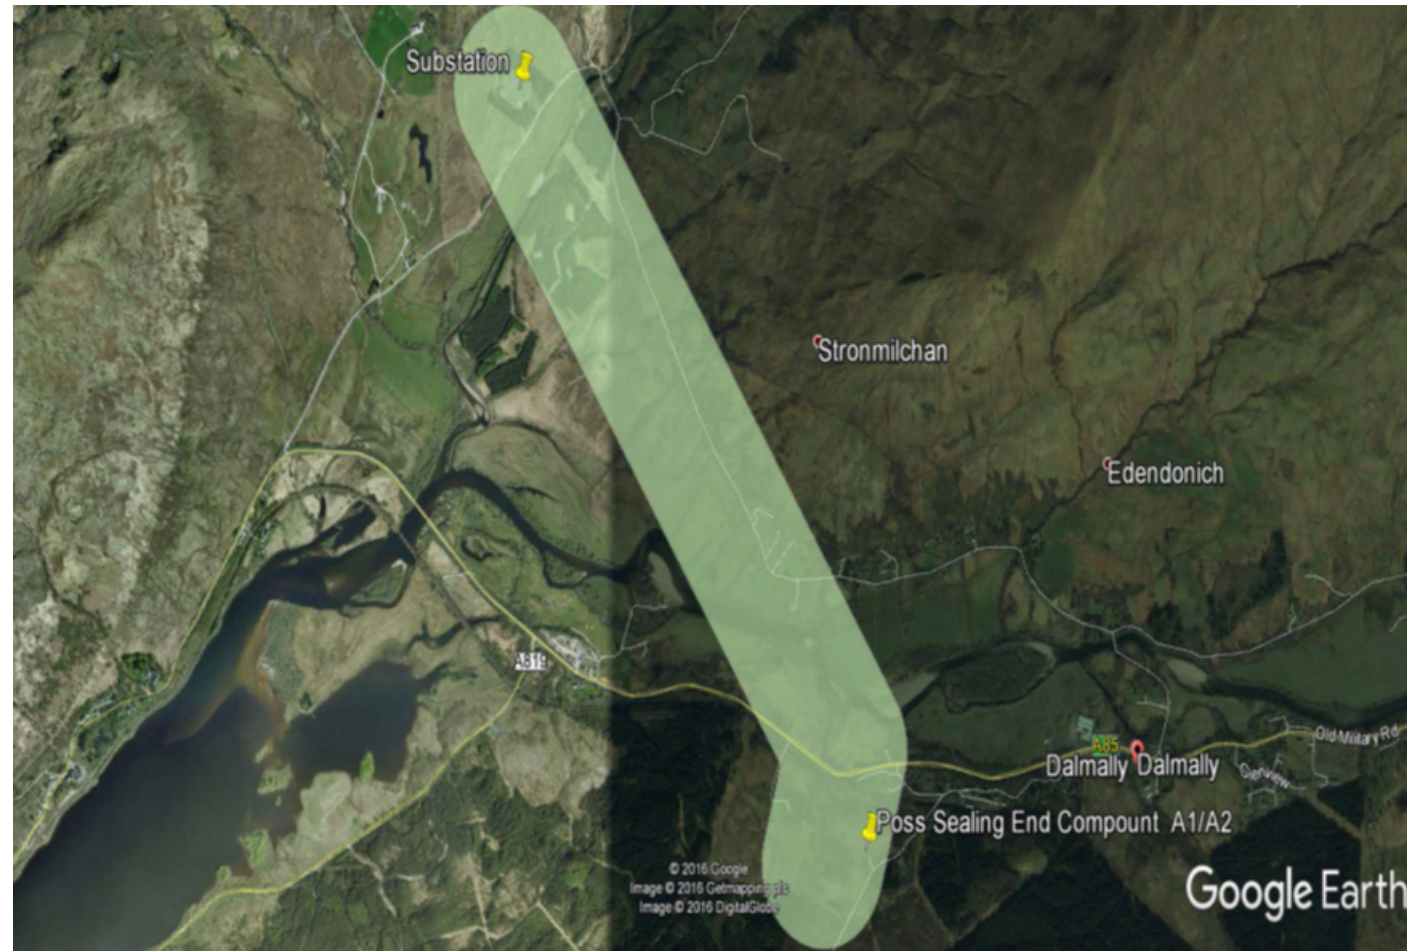 Substation
Stronmilchan
Edendonich
A819
Old Military Rd
A85
Dalmally Dalmally
Glenview
Poss Sealing End Compount A1/A2
© 2016 Google
Image © 2016 Getmapping plc
Image © 2016 DigitalGlobe
Google Earth